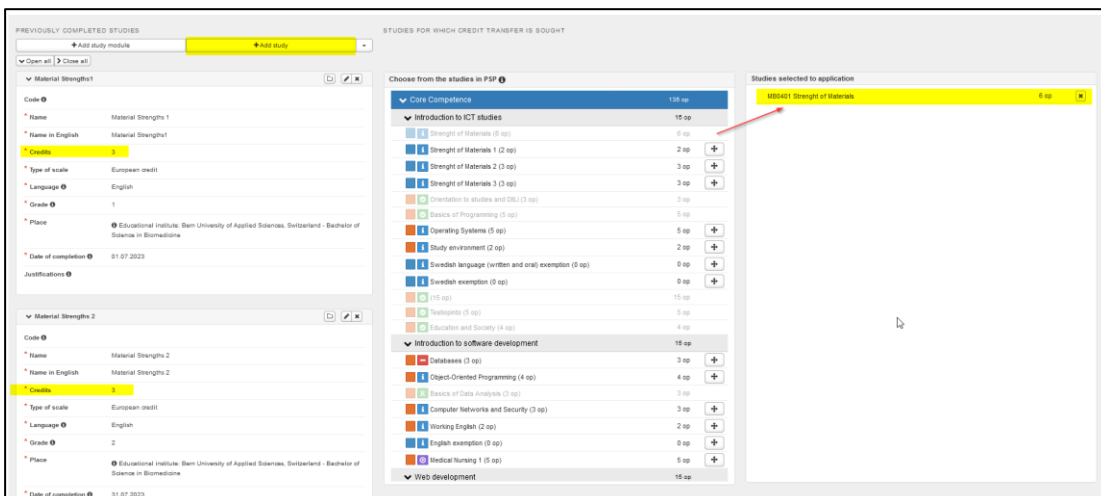 PREVIOUSLY COMPLETED STUDIES
+Add study module
+Add study
Open all
Close all
Material Strengths1
Code
* Name Material Strengths 1
* Name in English Material Strengths1
* Credits 3
* Type of scale European credit
* Language English
* Grade 1
* Place Educational institute: Bern University of Applied Sciences, Switzerland - Bachelor of
Science in Biomedicine
* Date of completion 01.07.2023
Justifications
Material Strengths 2
Code
* Name Material Strengths 2
* Name in English Material Strengths 2
* Credits 3
* Type of scale European credit
* Language English
* Grade 2
* Place Educational institute: Bern University of Applied Sciences, Switzerland - Bachelor of
Science in Biomedicine
* Date of completion 31.07.2023
STUDIES FOR WHICH CREDIT TRANSFER IS SOUGHT
Choose from the studies in PSP
Core Competence 138 op
Introduction to ICT studies 15 op
Strenght of Materials (6 op) 6 op
Strenght of Materials 1 (2 op) 2 op
Strenght of Materials 2 (3 op) 3 op
Strenght of Materials 3 (3 op) 3 op
Orientation to studies and DILI (3 op) 3 op
Basics of Programming (5 op) 5 op
Operating Systems (5 op) 5 op
Study environment (2 op) 2 op
Swedish language (written and oral) exemption (0 op) 0 op
Swedish exemption (0 op) 0 op
(15 op) 15 op
Testiopinto (5 op) 5 op
Education and Society (4 op) 4 op
Introduction to software development 15 op
Databases (3 op) 3 op
Object-Oriented Programming (4 op) 4 op
Basics of Data Analysis (3 op) 3 op
Computer Networks and Security (3 op) 3 op
Working English (2 op) 2 op
English exemption (0 op) 0 op
Medical Nursing 1 (5 op) 5 op
Web development 15 op
Studies selected to application
MB0401 Strenght of Materials 6 op